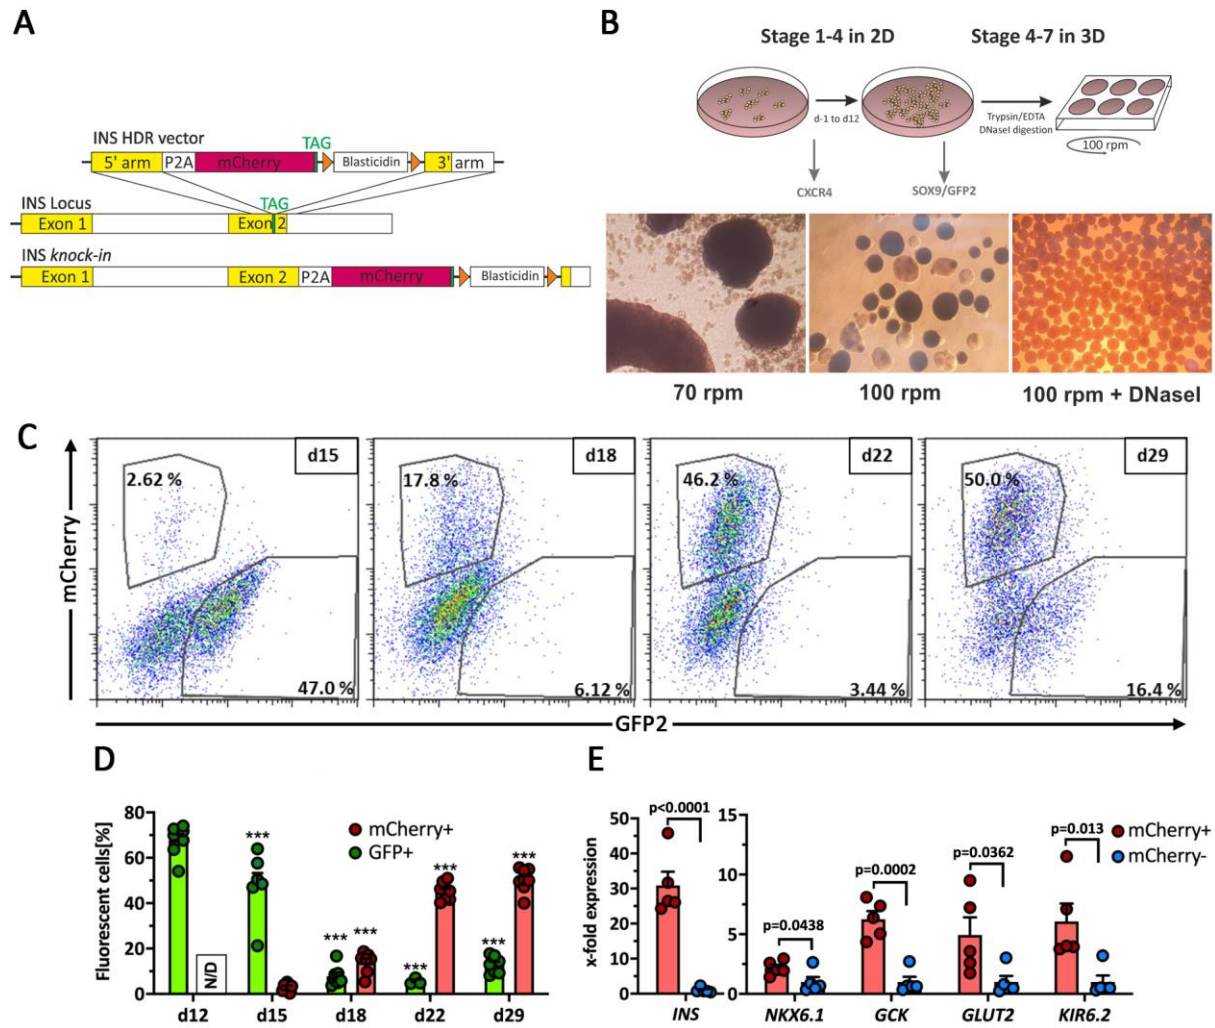 A
INS HDR vector
TAG
5' arm P2A mCherry Blasticidin 3' arm
INS Locus
TAG
Exon 1 Exon 2
INS knock-in
Exon 1 Exon 2 P2A mCherry Blasticidin
B
Stage 1-4 in 2D Stage 4-7 in 3D
d-1 to d12
Trypsin/EDTA
DNaseI digestion
100 rpm
CXCR4 SOX9/GFP2
70 rpm 100 rpm 100 rpm + DNaseI
C
mCherry
d15 d18 d22 d29
2.62 % 17.8 % 46.2 % 50.0 %
47.0 % 6.12 % 3.44 % 16.4 %
GFP2
D
Fluorescent cells[%]
80
60
40
20
0
mCherry+
GFP+
N/D
***
***
***
***
***
***
***
d12 d15 d18 d22 d29
E
x-fold expression
50
40
30
20
10
0
15
10
5
0
p<0.0001
p=0.0438
p=0.0002
p=0.0362
p=0.013
mCherry+
mCherry-
INS NKX6.1 GCK GLUT2 KIR6.2